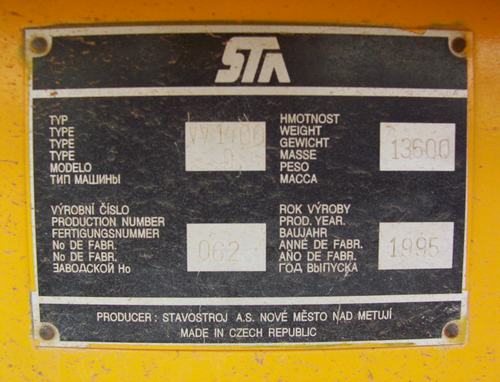 STA
TYP
TYPE
TYPE
TYPE
MODELO
ТИП МАШИНЫ
VV 1400
D
HMOTNOST
WEIGHT
GEWICHT
MASSE
PESO
МАССА
13600
VÝROBNÍ ČÍSLO
PRODUCTION NUMBER
FERTIGUNGSNUMMER
No DE FABR.
No DE FABR.
ЗАВОДСКОЙ Но
062
ROK VÝROBY
PROD. YEAR.
BAUJAHR
ANNÉ DE FABR.
AÑO DE FABR.
ГОД ВЫПУСКА
1995
PRODUCER : STAVOSTROJ A.S. NOVÉ MĚSTO NAD METUJÍ
MADE IN CZECH REPUBLIC